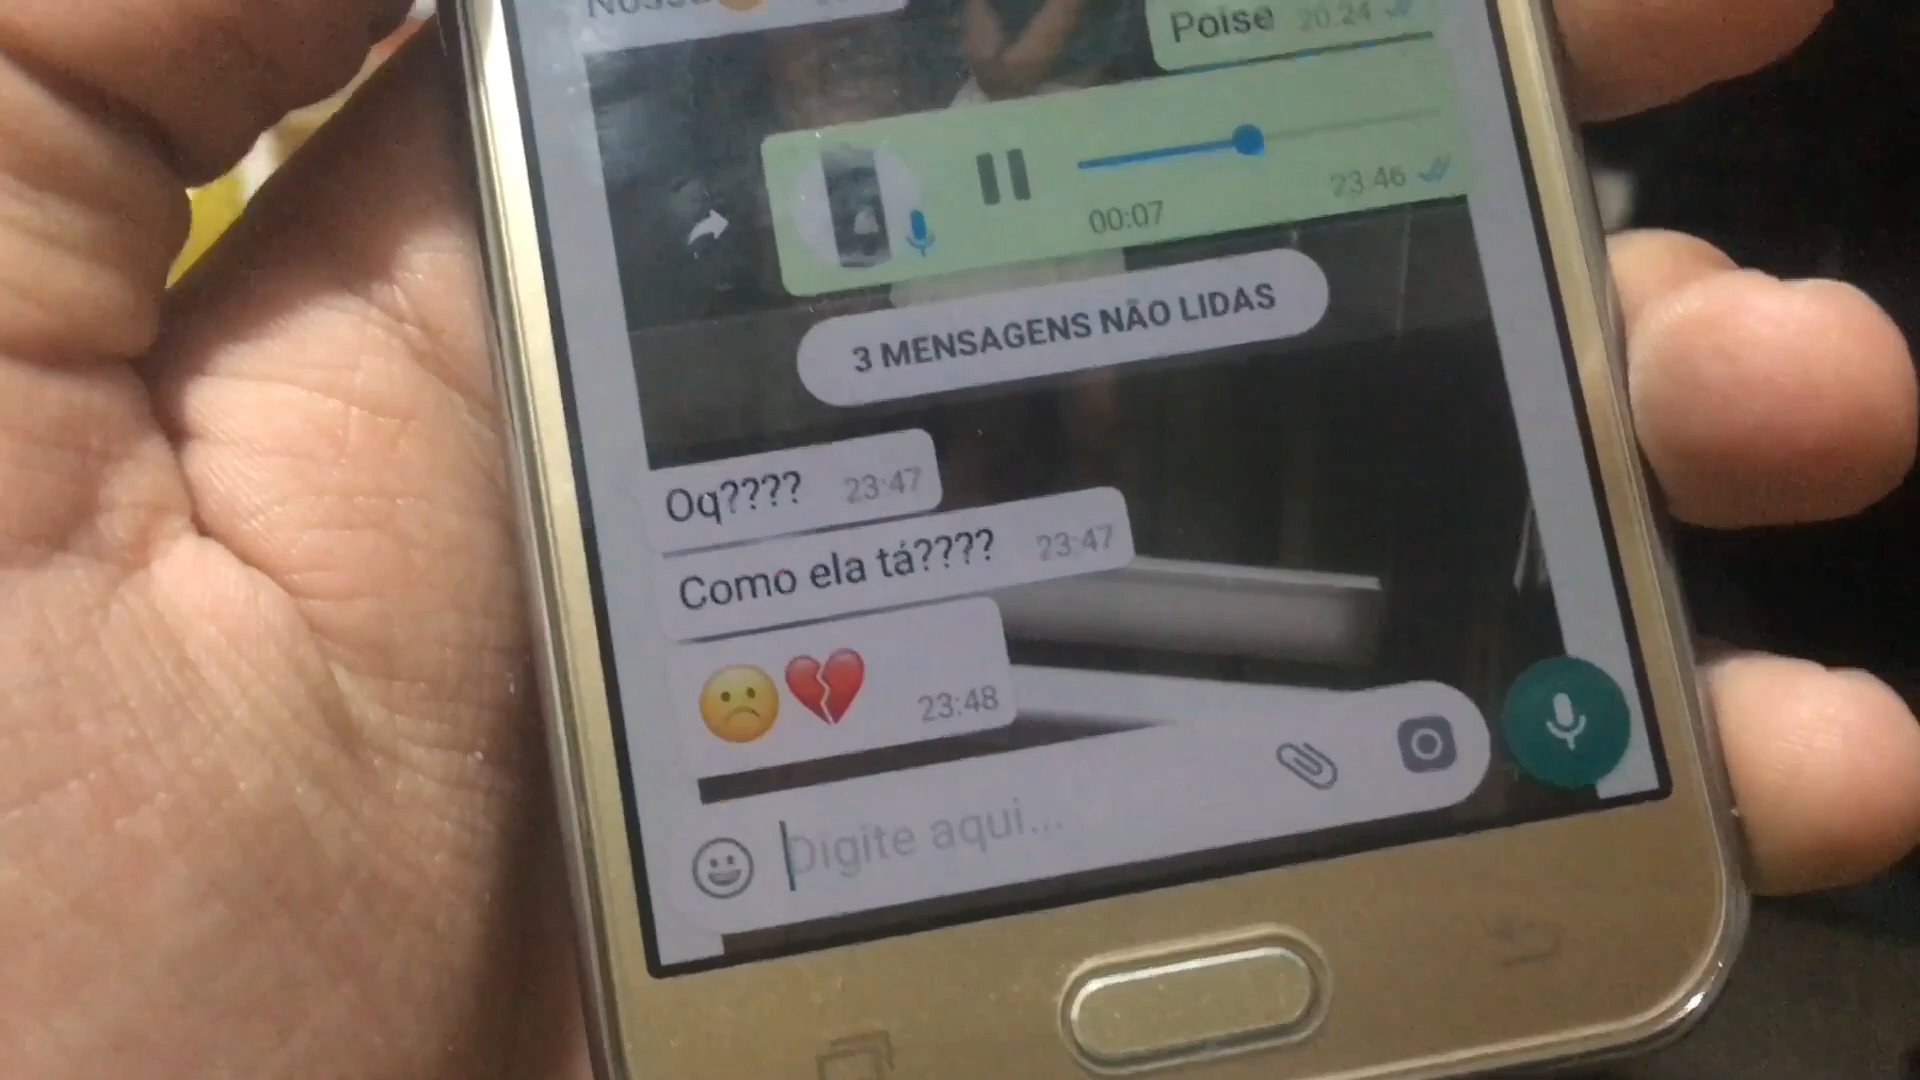 Poise 20:24
00:07
23:46
3 MENSAGENS NÃO LIDAS
Oq???? 23:47
Como ela tá???? 23:47
☹️💔 23:48
Digite aqui...